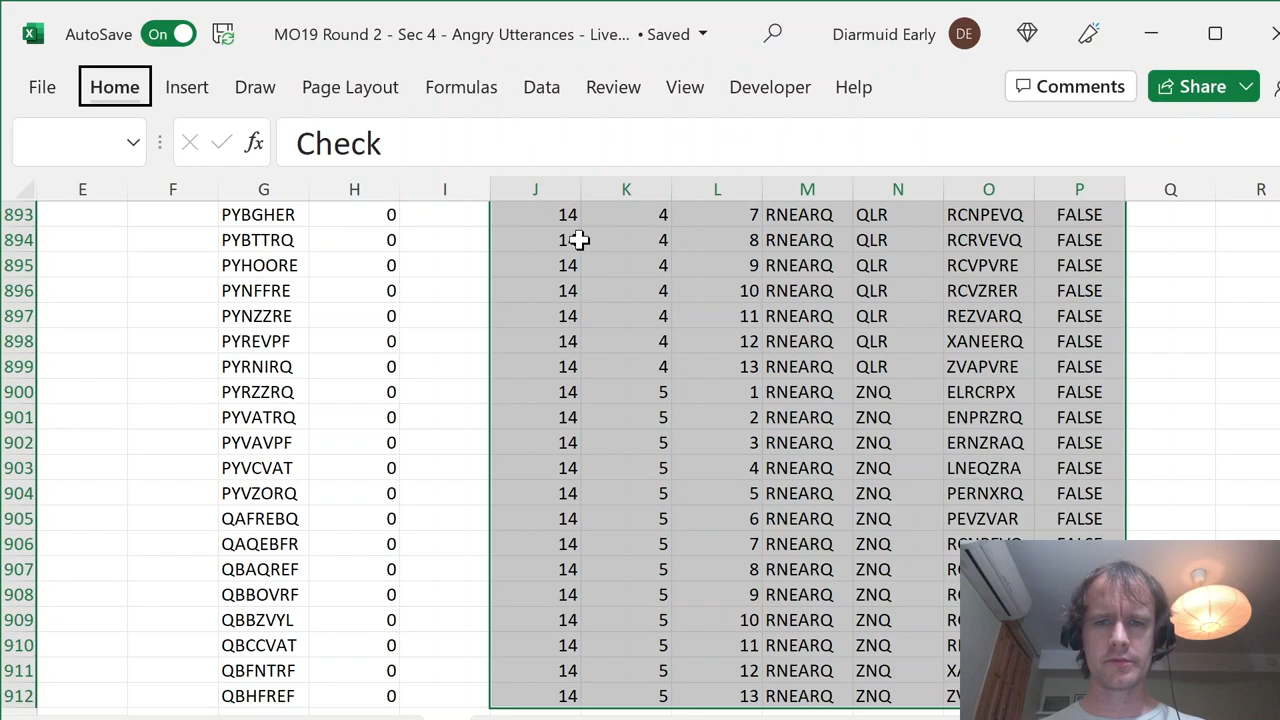 AutoSave On MO19 Round 2 - Sec 4 - Angry Utterances - Live... • Saved Diarmuid Early DE
File Home Insert Draw Page Layout Formulas Data Review View Developer Help Comments Share
fx Check
E F G H I J K L M N O P Q R
893 PYBGHER 0 14 4 7 RNEARQ QLR RCNPEVQ FALSE
894 PYBTTRQ 0 4 8 RNEARQ QLR RCRVEVQ FALSE
895 PYHOORE 0 14 4 9 RNEARQ QLR RCVPVRE FALSE
896 PYNFFRE 0 14 4 10 RNEARQ QLR RCVZRER FALSE
897 PYNZZRE 0 14 4 11 RNEARQ QLR REZVARQ FALSE
898 PYREVPF 0 14 4 12 RNEARQ QLR XANEERQ FALSE
899 PYRNIRQ 0 14 4 13 RNEARQ QLR ZVAPVRE FALSE
900 PYRZZRQ 0 14 5 1 RNEARQ ZNQ ELRCRPX FALSE
901 PYVATRQ 0 14 5 2 RNEARQ ZNQ ENPRZRQ FALSE
902 PYVAVPF 0 14 5 3 RNEARQ ZNQ ERNZRAQ FALSE
903 PYVCVAT 0 14 5 4 RNEARQ ZNQ LNEQZRA FALSE
904 PYVZORQ 0 14 5 5 RNEARQ ZNQ PERNXRQ FALSE
905 QAFREBQ 0 14 5 6 RNEARQ ZNQ PEVZVAR FALSE
906 QAQEBFR 0 14 5 7 RNEARQ ZNQ
907 QBAQREF 0 14 5 8 RNEARQ ZNQ
908 QBBOVRF 0 14 5 9 RNEARQ ZNQ
909 QBBZVYL 0 14 5 10 RNEARQ ZNQ
910 QBCCVAT 0 14 5 11 RNEARQ ZNQ
911 QBFNTRF 0 14 5 12 RNEARQ ZNQ
912 QBHFREF 0 14 5 13 RNEARQ ZNQ